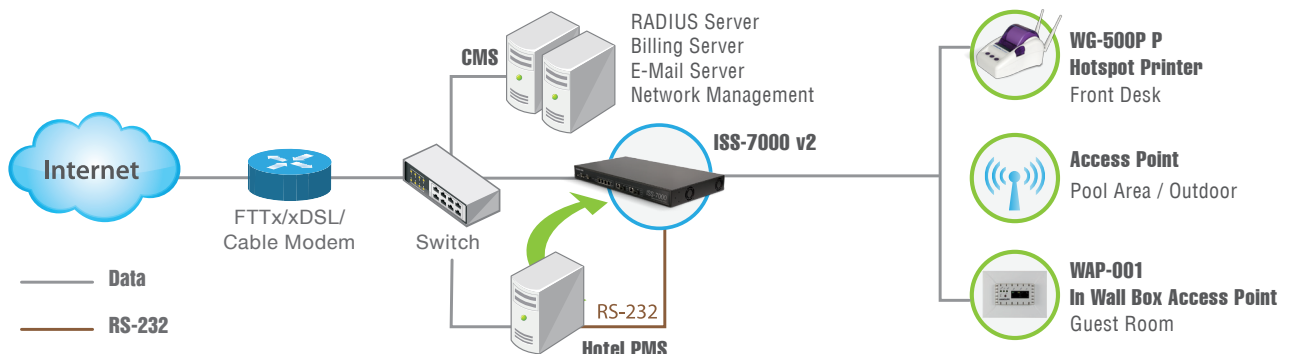 RADIUS Server
Billing Server
E-Mail Server
Network Management
CMS
WG-500P P
Hotspot Printer
Front Desk
ISS-7000 v2
Internet
Access Point
Pool Area / Outdoor
ISS-7000
FTTx/xDSL/
Cable Modem
Switch
Data
RS-232
RS-232
Hotel PMS
WAP-001
In Wall Box Access Point
Guest Room